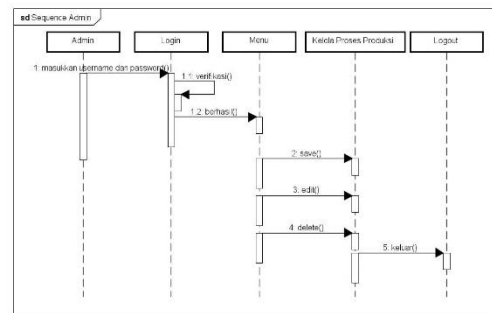 sd Sequence Admin
Admin
Login
Menu
Kelola Proses Produksi
Logout
1: masukkan username dan password()
1.1: verifikasi()
1.2: berhasil()
2: save()
3: edit()
4: delete()
5: keluar()